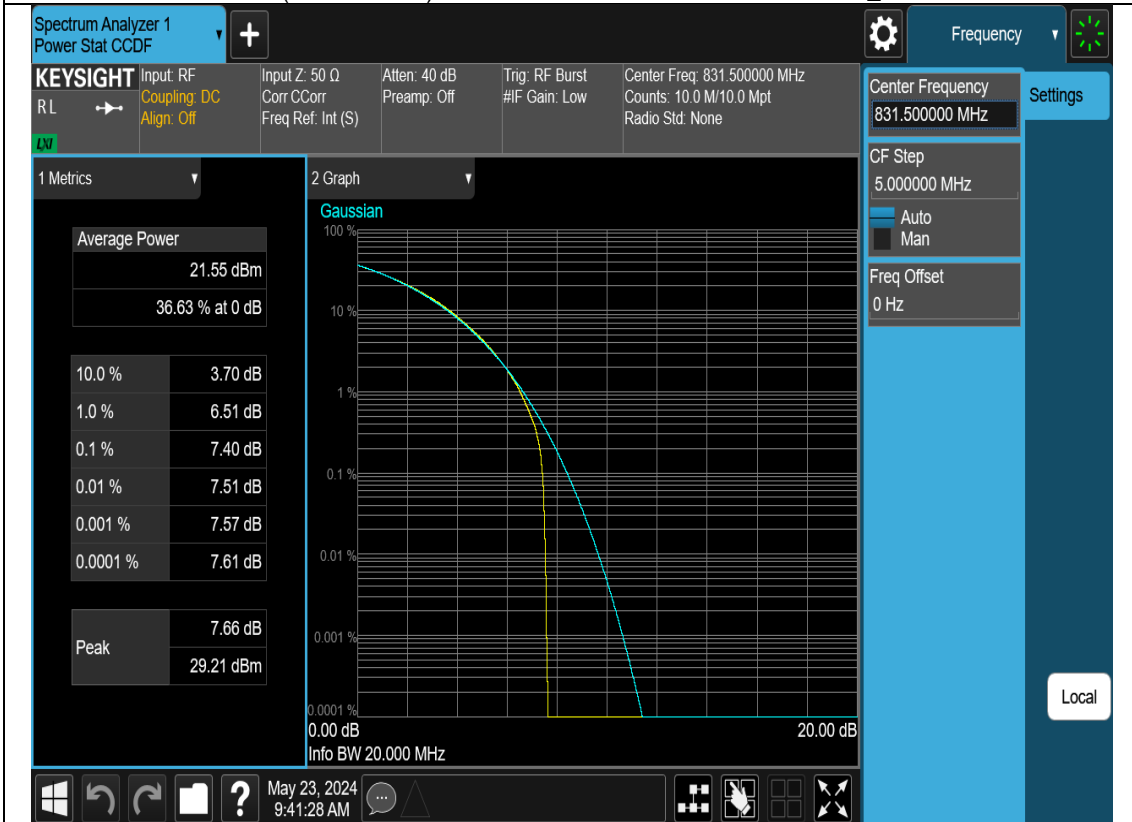 Spectrum Analyzer 1
Power Stat CCDF
Frequency
KEYSIGHT
RL
LXI
Input: RF
Coupling: DC
Align: Off
Input Z: 50 Ω
Corr CCorr
Freq Ref: Int (S)
Atten: 40 dB
Preamp: Off
Trig: RF Burst
#IF Gain: Low
Center Freq: 831.500000 MHz
Counts: 10.0 M/10.0 Mpt
Radio Std: None
Center Frequency
831.500000 MHz
Settings
CF Step
5.000000 MHz
Auto
Man
Freq Offset
0 Hz
Local
1 Metrics
Average Power
21.55 dBm
36.63 % at 0 dB
10.0 % 3.70 dB
1.0 % 6.51 dB
0.1 % 7.40 dB
0.01 % 7.51 dB
0.001 % 7.57 dB
0.0001 % 7.61 dB
Peak
7.66 dB
29.21 dBm
2 Graph
Gaussian
100 %
10 %
1 %
0.1 %
0.01 %
0.001 %
0.0001 %
0.00 dB
20.00 dB
Info BW 20.000 MHz
?
May 23, 2024
9:41:28 AM